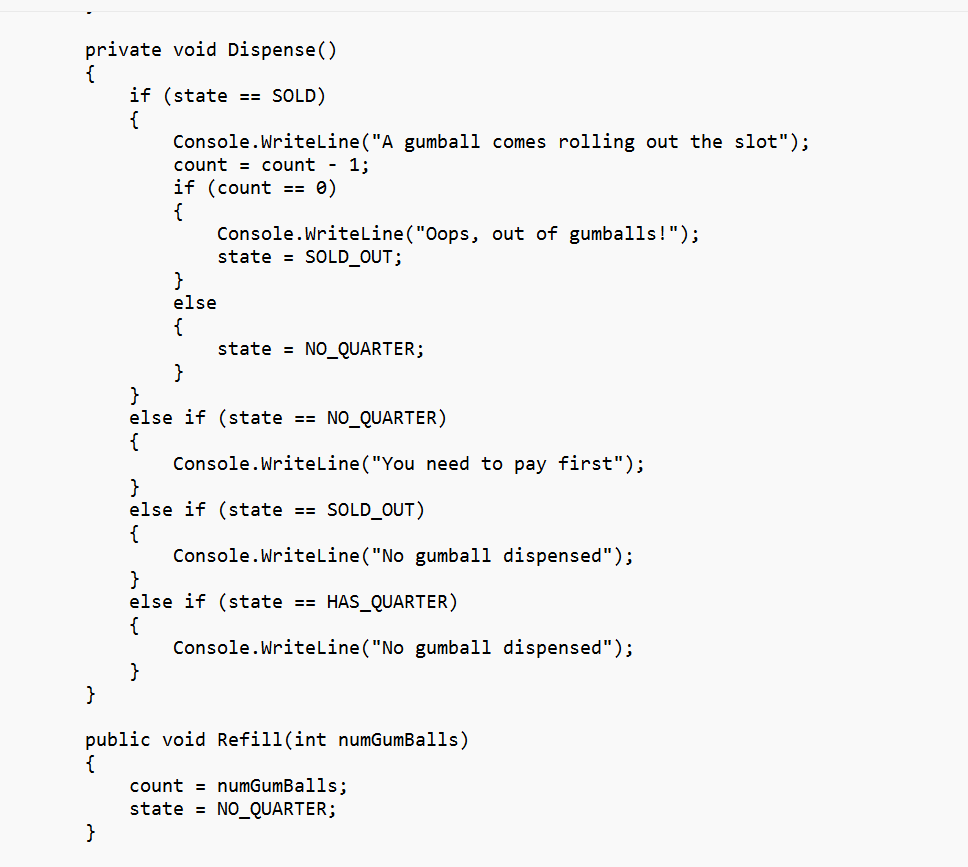 private void Dispense()
{
if (state == SOLD)
{
Console.WriteLine("A gumball comes rolling out the slot");
count = count - 1;
if (count == 0)
{
Console.WriteLine("Oops, out of gumballs!");
state = SOLD_OUT;
}
else
{
state = NO_QUARTER;
}
}
else if (state == NO_QUARTER)
{
Console.WriteLine("You need to pay first");
}
else if (state == SOLD_OUT)
{
Console.WriteLine("No gumball dispensed");
}
else if (state == HAS_QUARTER)
{
Console.WriteLine("No gumball dispensed");
}
}
public void Refill(int numGumBalls)
{
count = numGumBalls;
state = NO_QUARTER;
}